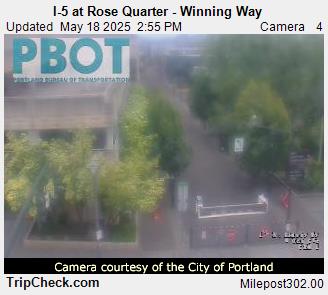 I-5 at Rose Quarter - Winning Way
Updated May 18 2025 2:55 PM Camera 4
PBOT
PORTLAND BUREAU OF TRANSPORTATION
Camera courtesy of the City of Portland
TripCheck.com Milepost302.00